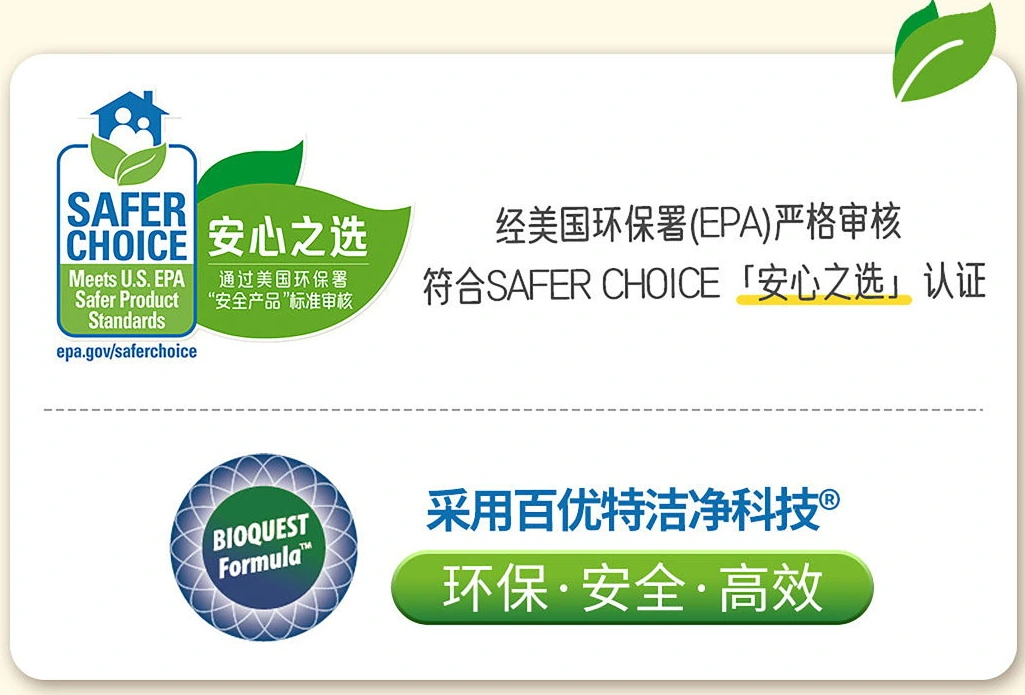 SAFER
CHOICE
Meets U.S. EPA
Safer Product
Standards
epa.gov/saferchoice
安心之选
通过美国环保署
“安全产品”标准审核
经美国环保署(EPA)严格审核
符合SAFER CHOICE「安心之选」认证
BIOQUEST
Formula™
采用百优特洁净科技®
环保·安全·高效